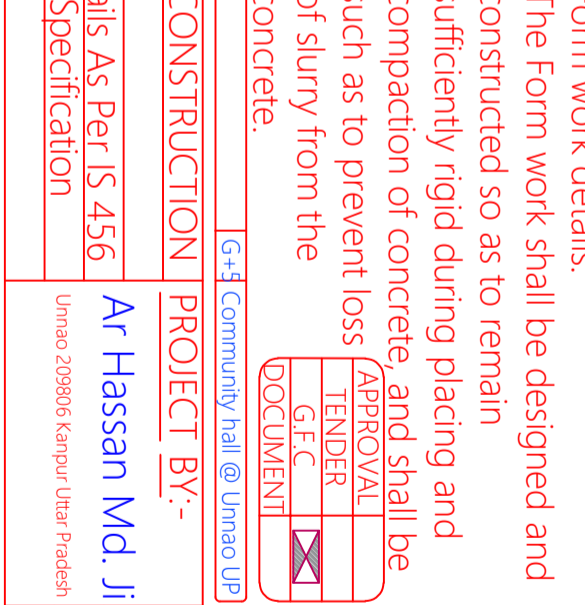 The Form work shall be designed and
constructed so as to remain
sufficiently rigid during placing and
compaction of concrete, and shall be
such as to prevent loss
of slurry from the
concrete.
APPROVAL
TENDER
G.F.C
DOCUMENT
G+5 Community hall @ Unnao UP
CONSTRUCTION
PROJECT BY:-
ails As Per IS 456
Specification
Ar Hassan Md. Ji
Unnao 209806 Kanpur Uttar Pradesh